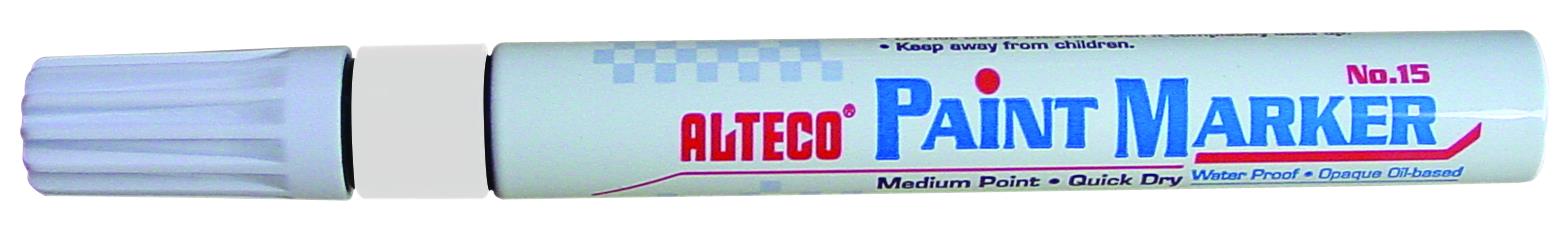 • Keep away from children.
No.15
ALTECO® PAINT MARKER
Medium Point • Quick Dry Water Proof • Opaque Oil-based